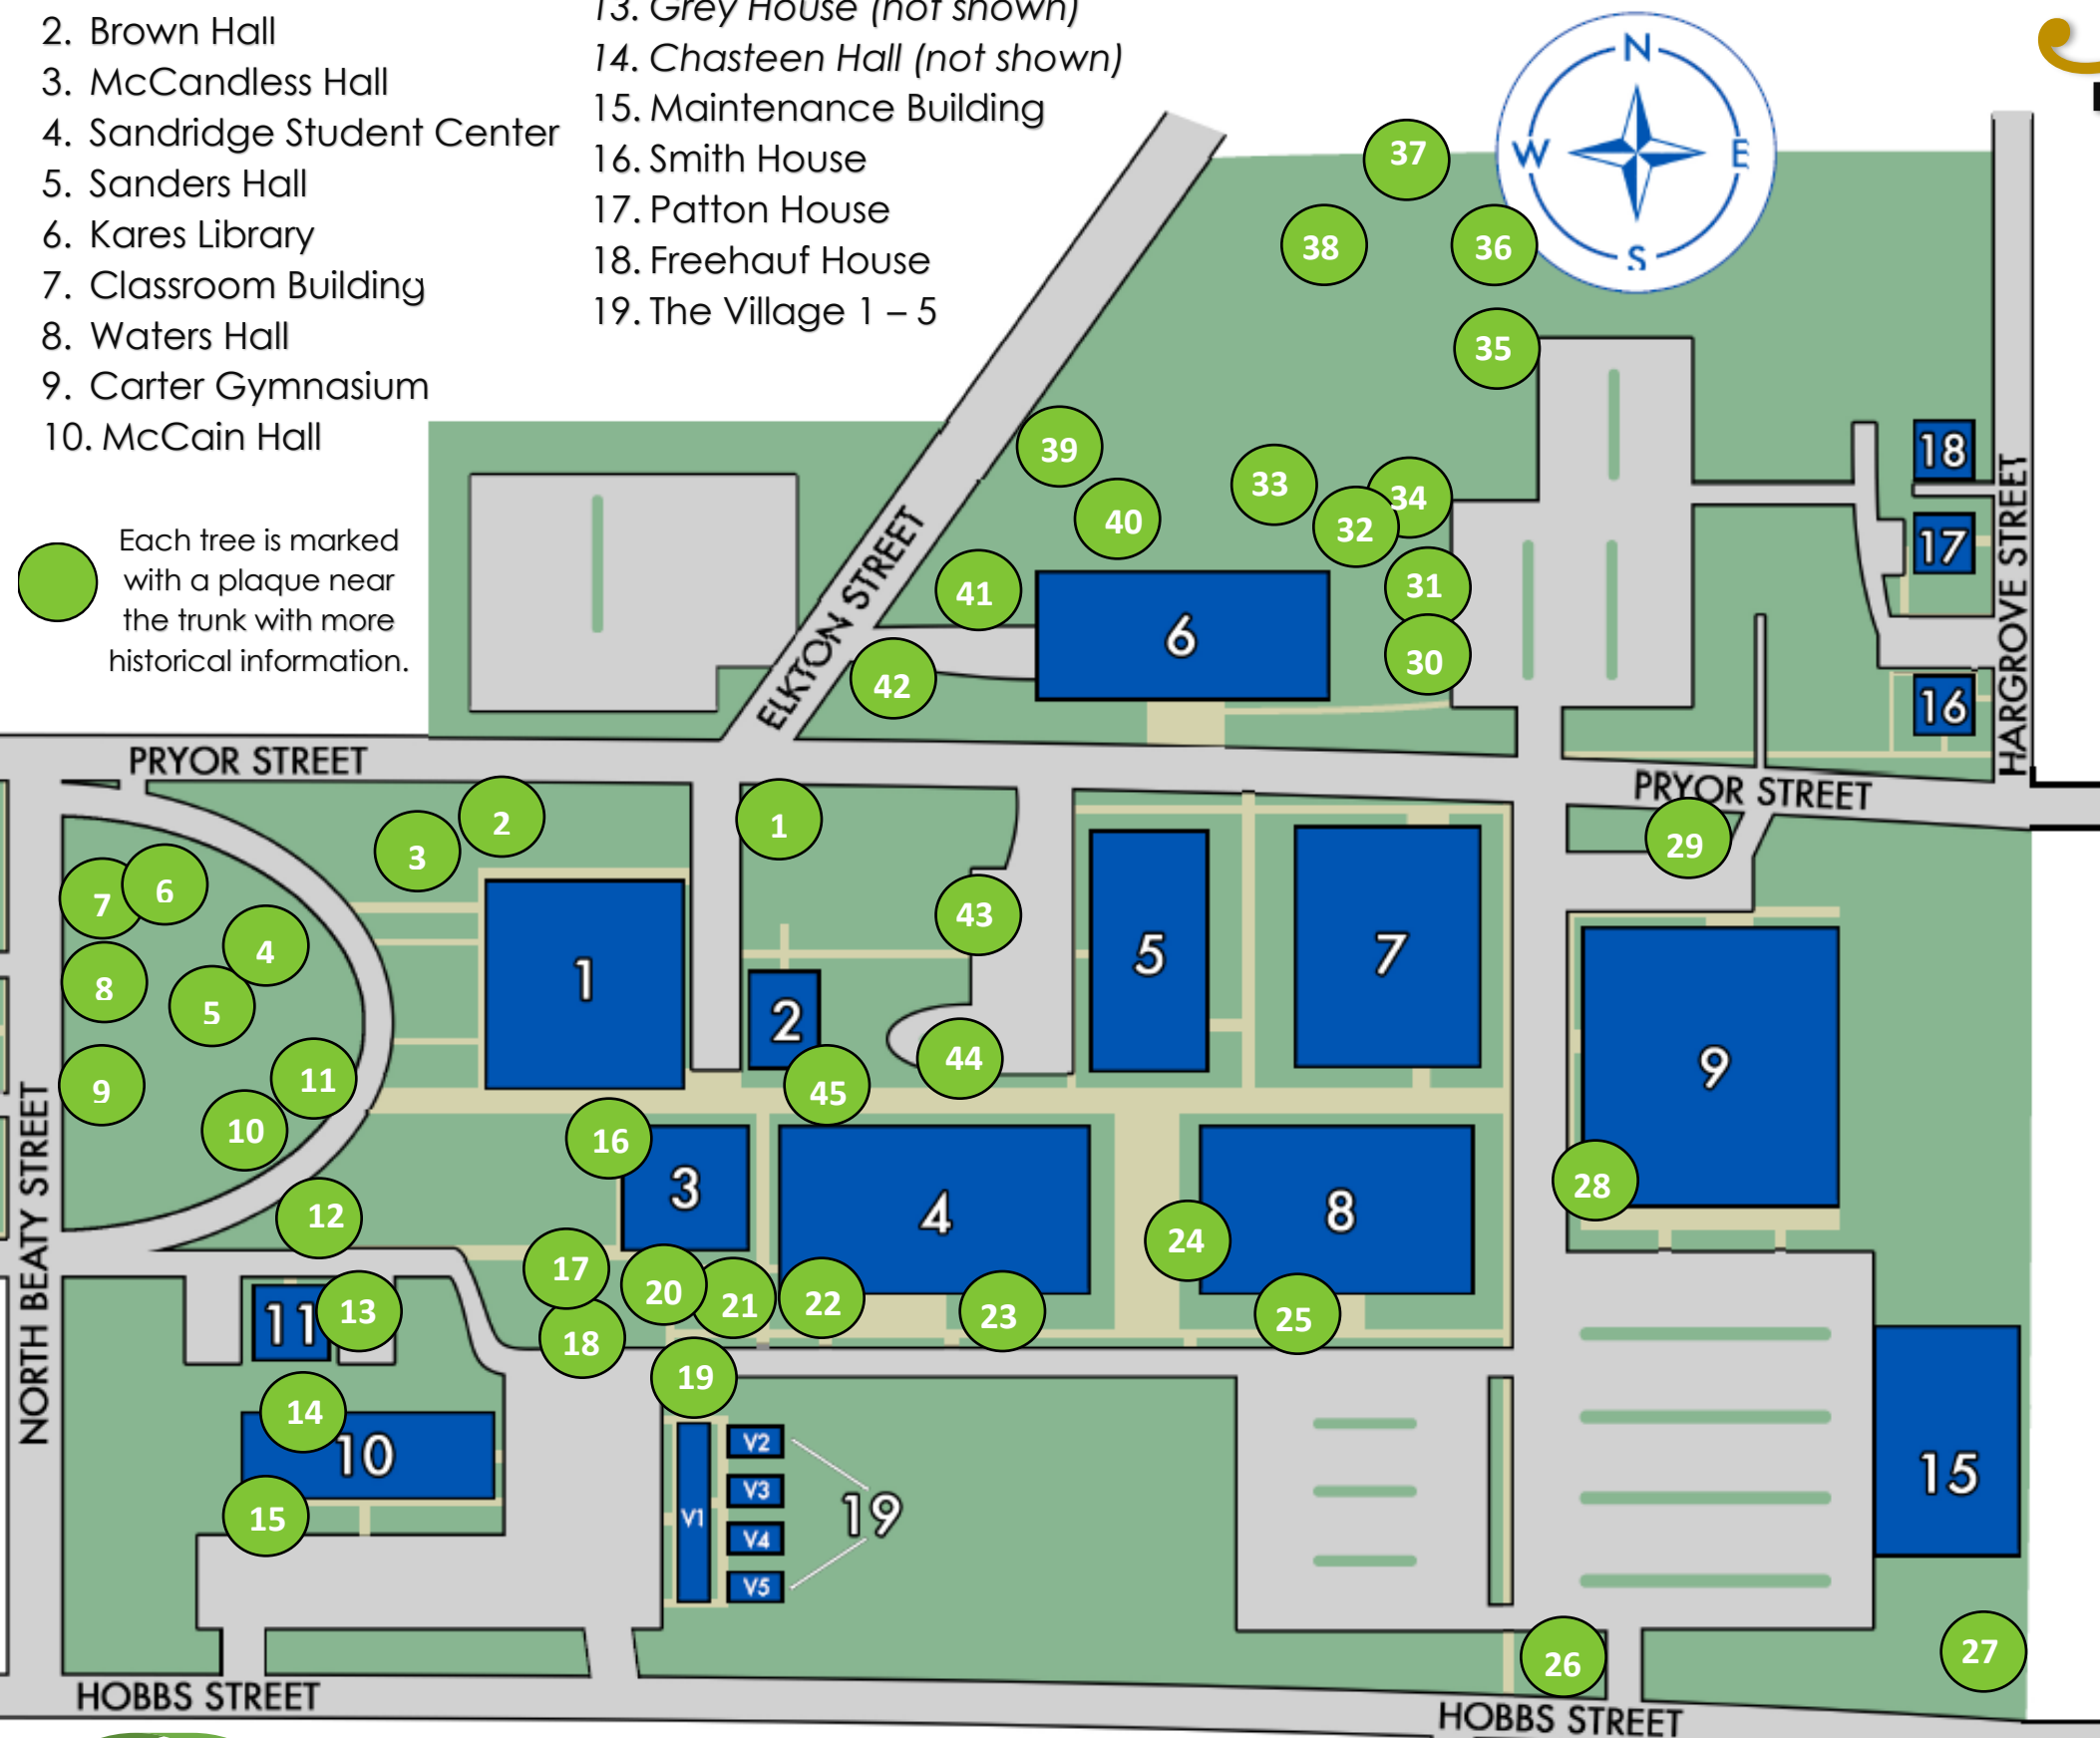 2. Brown Hall
3. McCandless Hall
4. Sandridge Student Center
5. Sanders Hall
6. Kares Library
7. Classroom Building
8. Waters Hall
9. Carter Gymnasium
10. McCain Hall
13. Grey House (not shown)
14. Chasteen Hall (not shown)
15. Maintenance Building
16. Smith House
17. Patton House
18. Freehauf House
19. The Village 1 – 5
Each tree is marked
with a plaque near
the trunk with more
historical information.
N
W
E
S
37
38
36
35
39
33
34
40
32
41
31
6
30
42
18
17
16
ELKTON STREET
HARGROVE STREET
PRYOR STREET
PRYOR STREET
2
1
3
29
7
6
4
43
8
5
1
5
7
2
9
11
10
44
45
9
16
12
3
4
8
28
24
17
20
21
22
23
25
11
13
18
19
14
10
15
V1
V2
V3
V4
V5
19
15
26
27
NORTH BEATY STREET
HOBBS STREET
HOBBS STREET